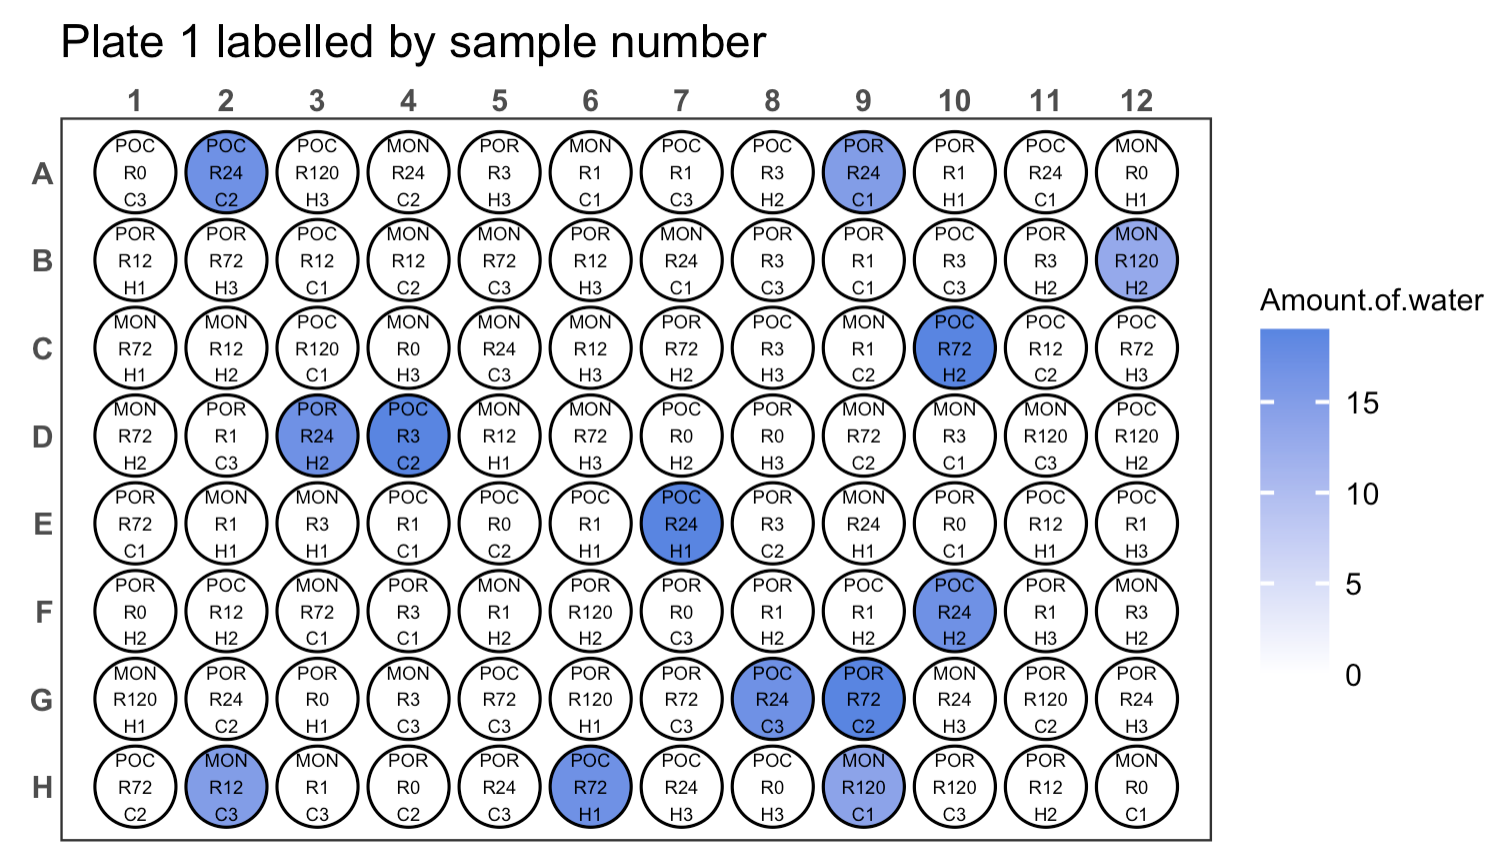 Plate 1 labelled by sample number
1 2 3 4 5 6 7 8 9 10 11 12
POC POC POC MON POR MON POC POC POR POR POC MON
A R0 R24 R120 R24 R3 R1 R1 R3 R24 R1 R24 R0
C3 C2 H3 C2 H3 C1 C3 H2 C1 H1 C1 H1
POR POR POC MON MON POR MON POR POR POC POR MON
B R12 R72 R12 R12 R72 R12 R24 R3 R1 R3 R3 R120
H1 H3 C1 C2 C3 H3 C1 C3 C1 C3 H2 H2
MON MON POC MON MON MON POR POC MON POC POC POC
C R72 R12 R120 R0 R24 R12 R72 R3 R1 R72 R12 R72
H1 H2 C1 H3 C3 H3 H2 H3 C2 H2 C2 H3
MON POR POR POC MON MON POC POR MON MON MON POC
D R72 R1 R24 R3 R12 R72 R0 R0 R72 R3 R120 R120
H2 C3 H2 C2 H1 H3 H2 H3 C2 C1 C3 H2
POR MON MON POC POC POC POC POR MON POR POC POC
E R72 R1 R3 R1 R0 R1 R24 R3 R24 R0 R12 R1
C1 H1 H1 C1 C2 H1 H1 C2 H1 C1 H1 H3
POR POC MON POR MON POR POR POR POC POC POR MON
F R0 R12 R72 R3 R1 R120 R0 R1 R1 R24 R1 R3
H2 H2 C1 C1 H2 H2 C3 H2 H2 H2 H3 H2
MON POR POR MON POC POR POR POC POR MON POR POR
G R120 R24 R0 R3 R72 R120 R72 R24 R72 R24 R120 R24
H1 C2 H1 C3 C3 H1 C3 C3 C2 H3 C2 H3
POC MON MON POR POR POC POC POC MON POR POR MON
H R72 R12 R1 R0 R24 R72 R24 R0 R120 R120 R12 R0
C2 C3 C3 C2 C3 H1 H3 H3 C1 C3 H2 C1
Amount.of.water
15
10
5
0